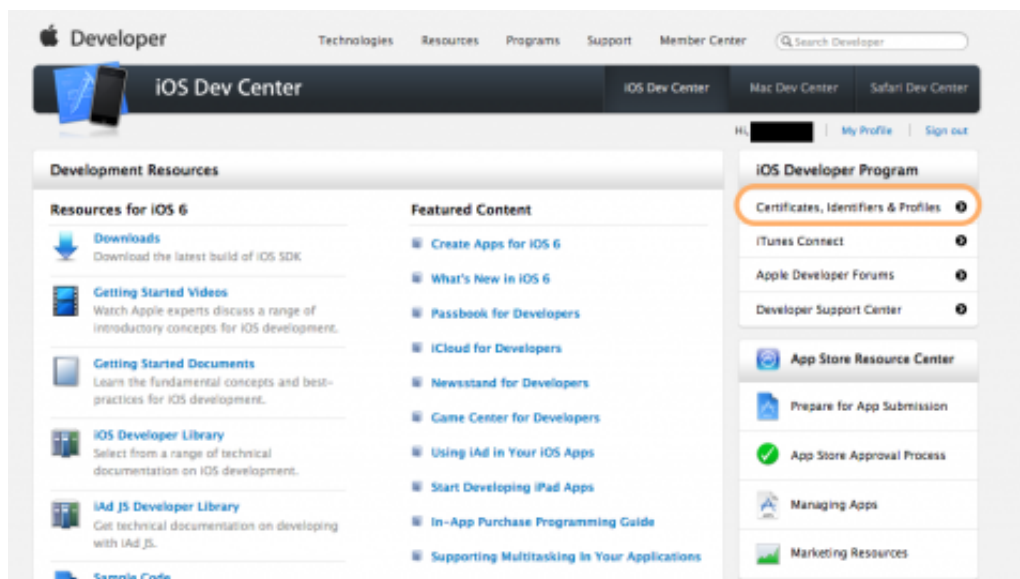 Developer
Technologies
Resources
Programs
Support
Member Center
Search Developer
iOS Dev Center
iOS Dev Center
Mac Dev Center
Safari Dev Center
Hi,
My Profile
Sign out
Development Resources
Resources for iOS 6
Downloads
Download the latest build of iOS SDK
Getting Started Videos
Watch Apple experts discuss a range of
introductory concepts for iOS development.
Getting Started Documents
Learn the fundamental concepts and best-
practices for iOS development.
iOS Developer Library
Select from a range of technical
documentation on iOS development.
iAd JS Developer Library
Get technical documentation on developing
with iAd JS.
Sample Code
Featured Content
Create Apps for iOS 6
What's New in iOS 6
Passbook for Developers
iCloud for Developers
Newsstand for Developers
Game Center for Developers
Using iAd in Your iOS Apps
Start Developing iPad Apps
In-App Purchase Programming Guide
Supporting Multitasking In Your Applications
iOS Developer Program
Certificates, Identifiers & Profiles
iTunes Connect
Apple Developer Forums
Developer Support Center
App Store Resource Center
Prepare for App Submission
App Store Approval Process
Managing Apps
Marketing Resources